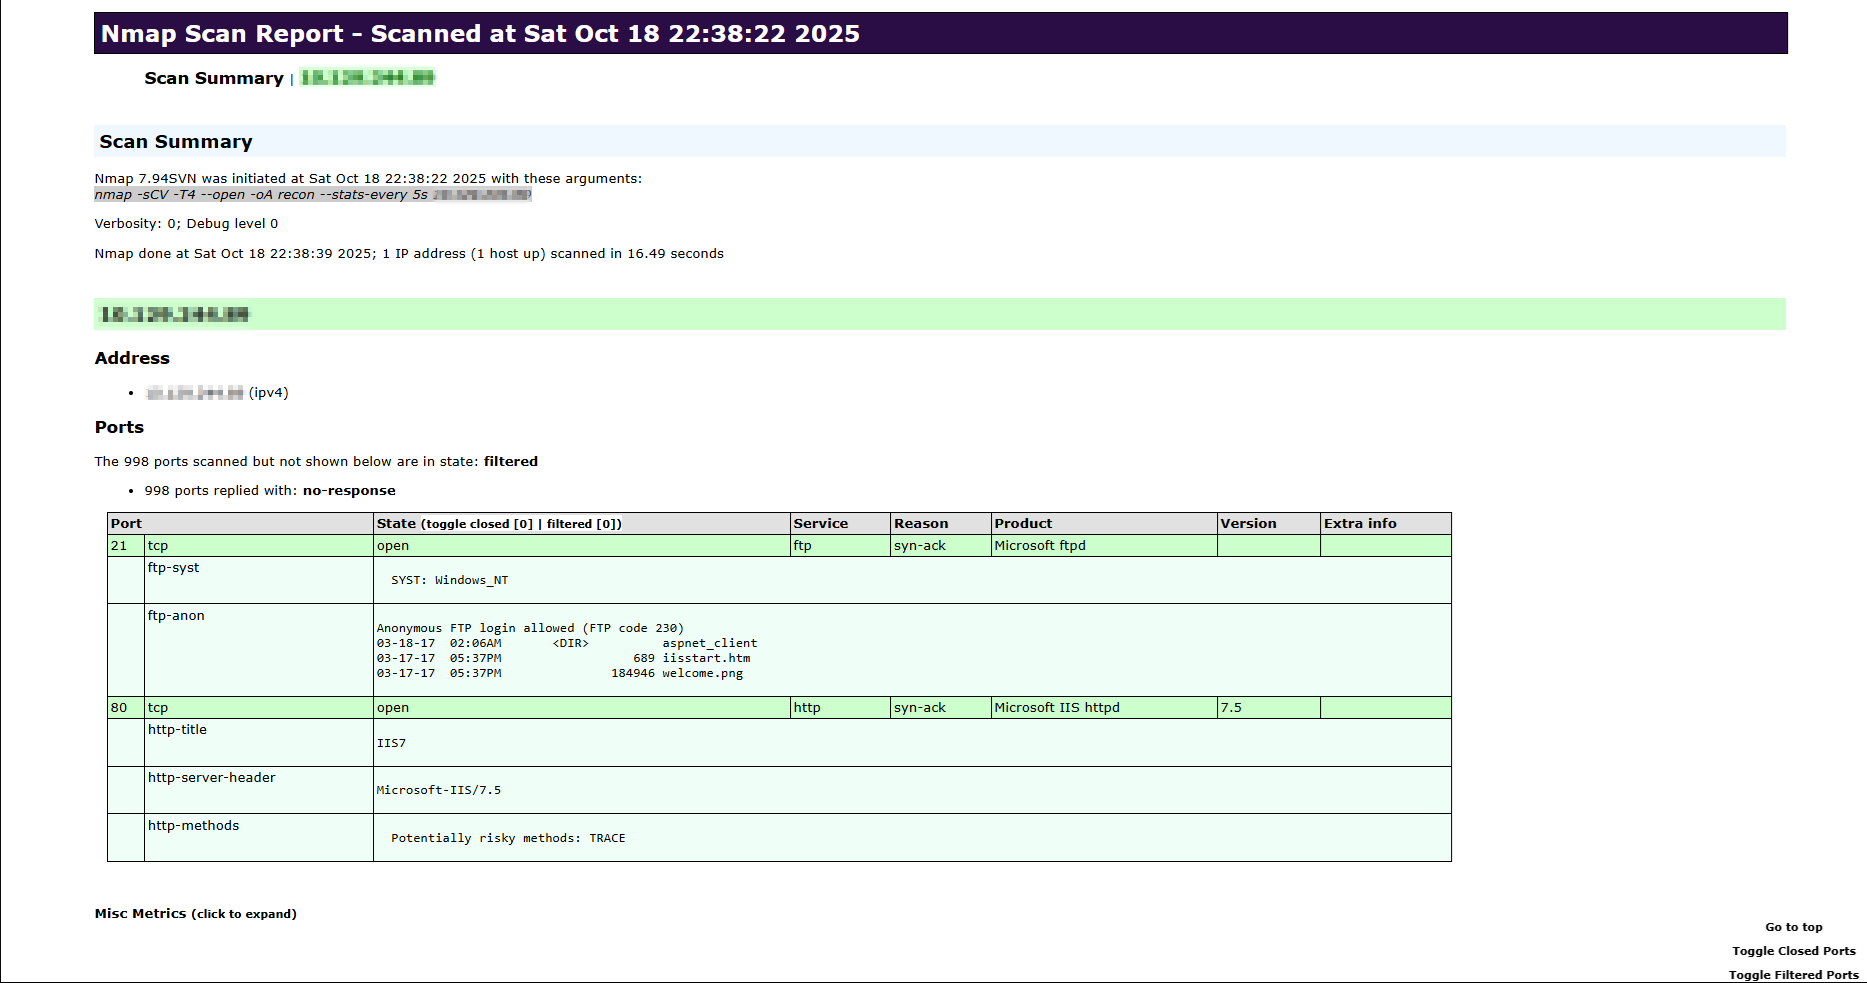 Nmap Scan Report - Scanned at Sat Oct 18 22:38:22 2025
Scan Summary |
Scan Summary
Nmap 7.94SVN was initiated at Sat Oct 18 22:38:22 2025 with these arguments:
nmap -sCV -T4 --open -oA recon --stats-every 5s
Verbosity: 0; Debug level 0
Nmap done at Sat Oct 18 22:38:39 2025; 1 IP address (1 host up) scanned in 16.49 seconds
Address
• (ipv4)
Ports
The 998 ports scanned but not shown below are in state: filtered
• 998 ports replied with: no-response
Port State (toggle closed [0] | filtered [0]) Service Reason Product Version Extra info
21 tcp open ftp syn-ack Microsoft ftpd
ftp-syst
SYST: Windows_NT
ftp-anon
Anonymous FTP login allowed (FTP code 230)
03-18-17 02:06AM <DIR> aspnet_client
03-17-17 05:37PM 689 iisstart.htm
03-17-17 05:37PM 184946 welcome.png
80 tcp open http syn-ack Microsoft IIS httpd 7.5
http-title
IIS7
http-server-header
Microsoft-IIS/7.5
http-methods
Potentially risky methods: TRACE
Misc Metrics (click to expand)
Go to top
Toggle Closed Ports
Toggle Filtered Ports